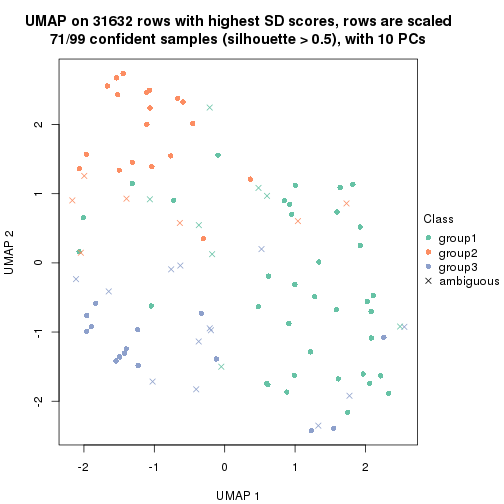 UMAP on 31632 rows with highest SD scores, rows are scaled
71/99 confident samples (silhouette > 0.5), with 10 PCs
UMAP 2
2
1
0
-1
-2
-2
-1
0
1
2
UMAP 1
Class
group1
group2
group3
ambiguous